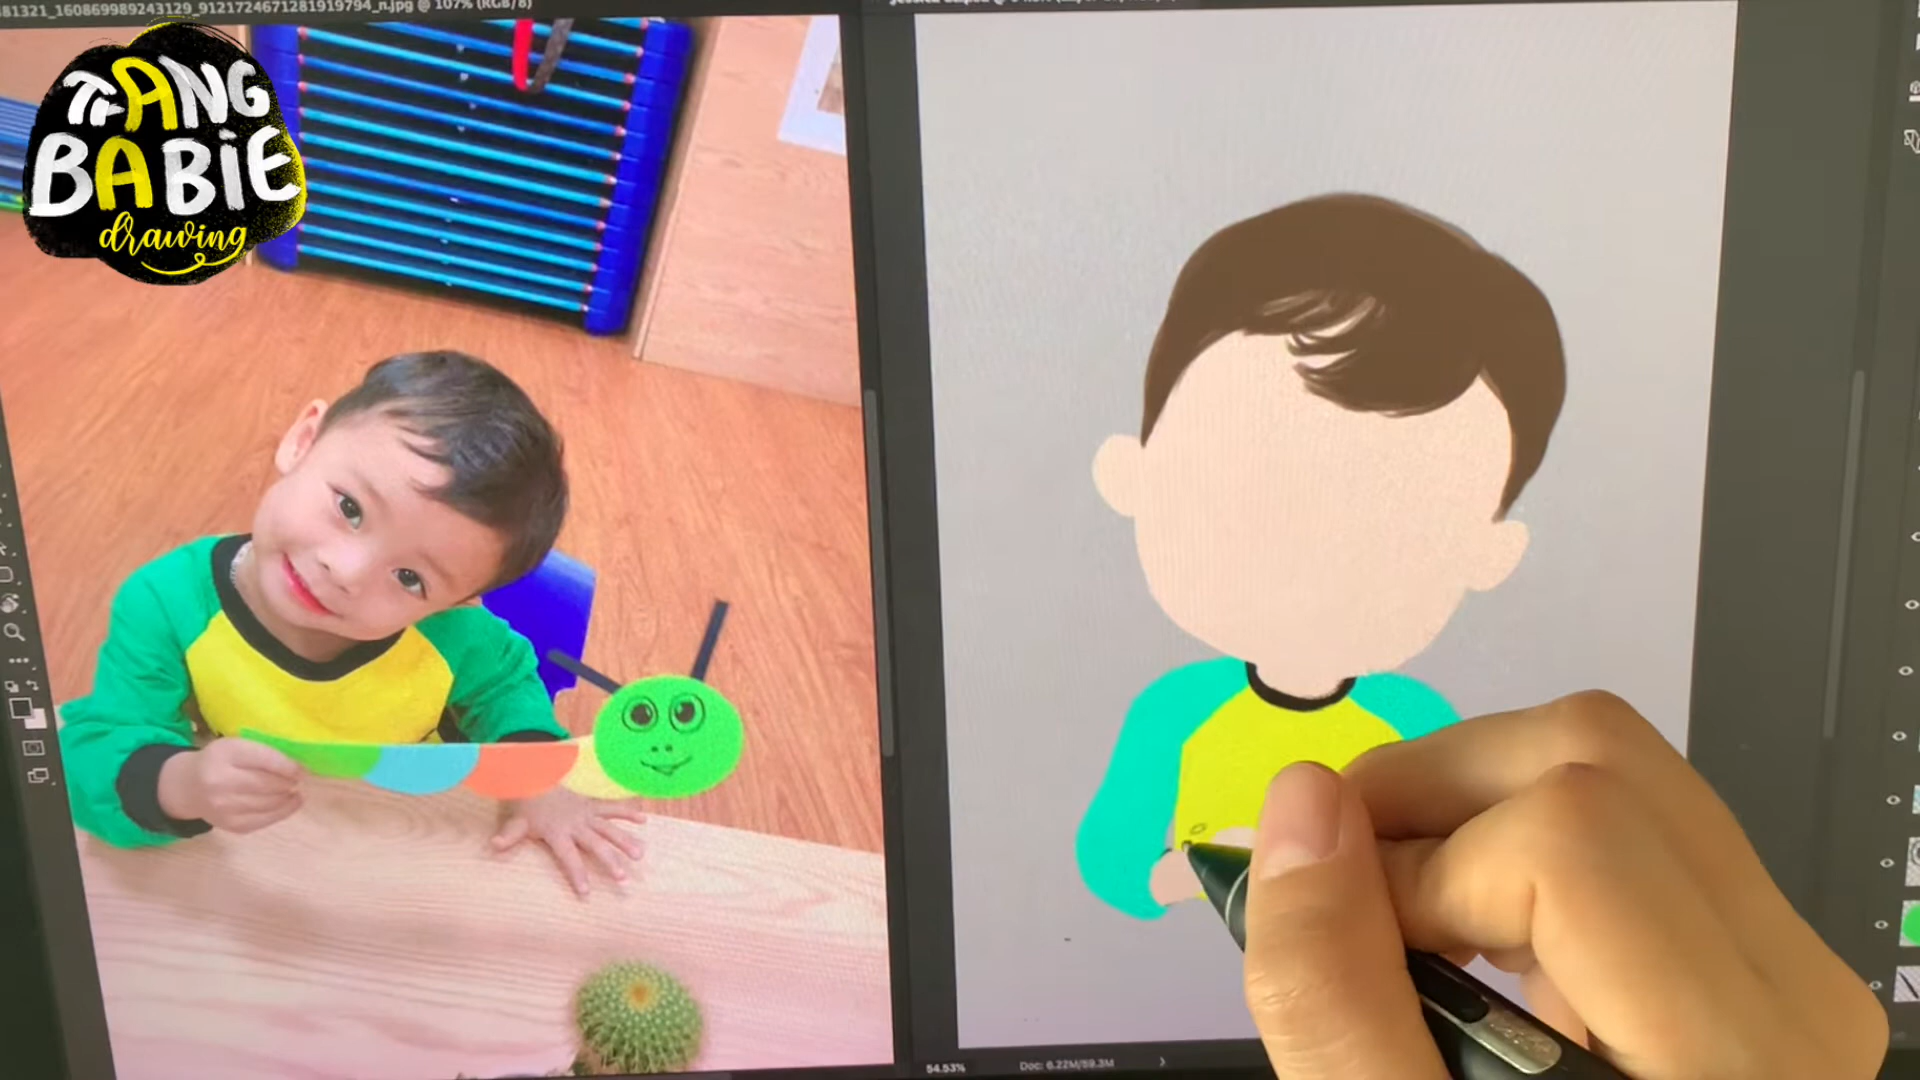 81321_160869989243129_9121724671281919794_n.jpg @ 107% (RGB/8)
TRANG
BABiE
drawing
54.53%
Doc: 6.22M/59.3M